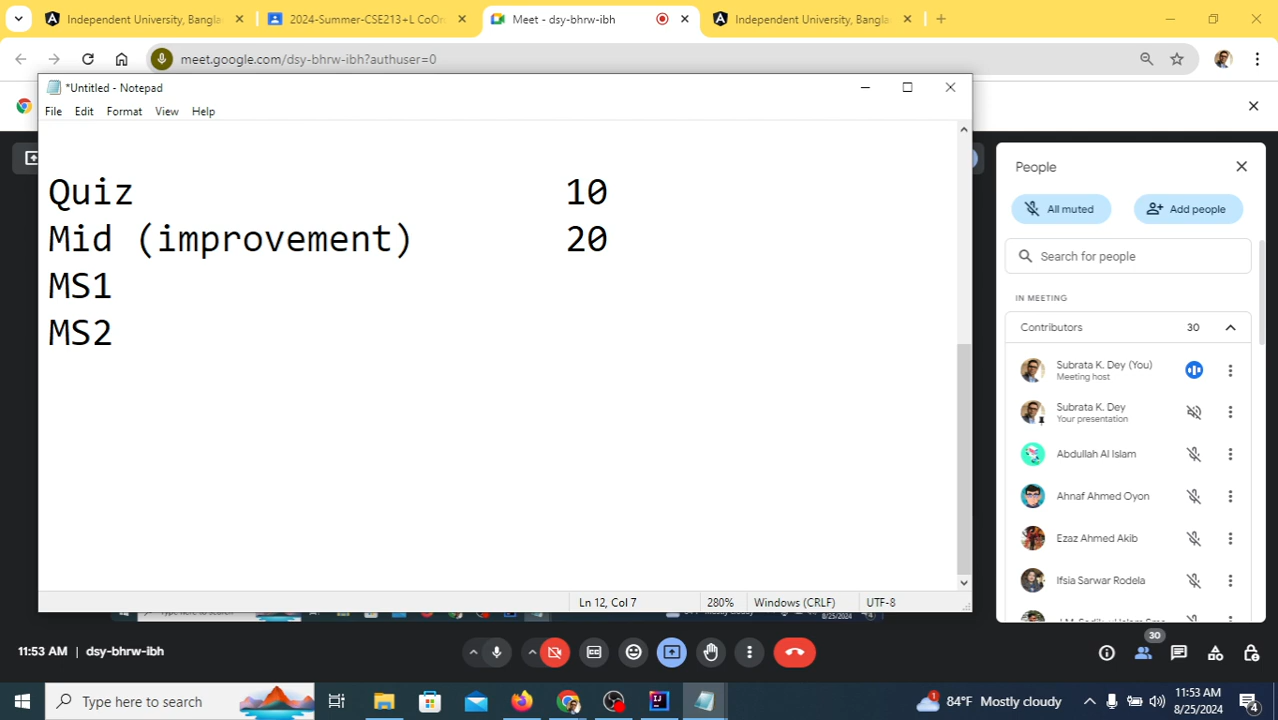 Independent University, Bangla
2024-Summer-CSE213+L CoOn
Meet - dsy-bhrw-ibh
Independent University, Bangla
meet.google.com/dsy-bhrw-ibh?authuser=0
*Untitled - Notepad
File Edit Format View Help
Quiz 10
Mid (improvement) 20
MS1
MS2
Ln 12, Col 7 280% Windows (CRLF) UTF-8
People
All muted
Add people
Search for people
IN MEETING
Contributors 30
Subrata K. Dey (You)
Meeting host
Subrata K. Dey
Your presentation
Abdullah Al Islam
Ahnaf Ahmed Oyon
Ezaz Ahmed Akib
Ifsia Sarwar Rodela
11:53 AM dsy-bhrw-ibh
30
Type here to search
84°F Mostly cloudy
11:53 AM
8/25/2024
1
4